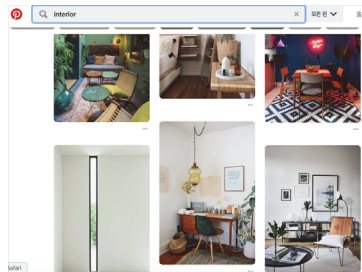 interior
모든 핀
Safari